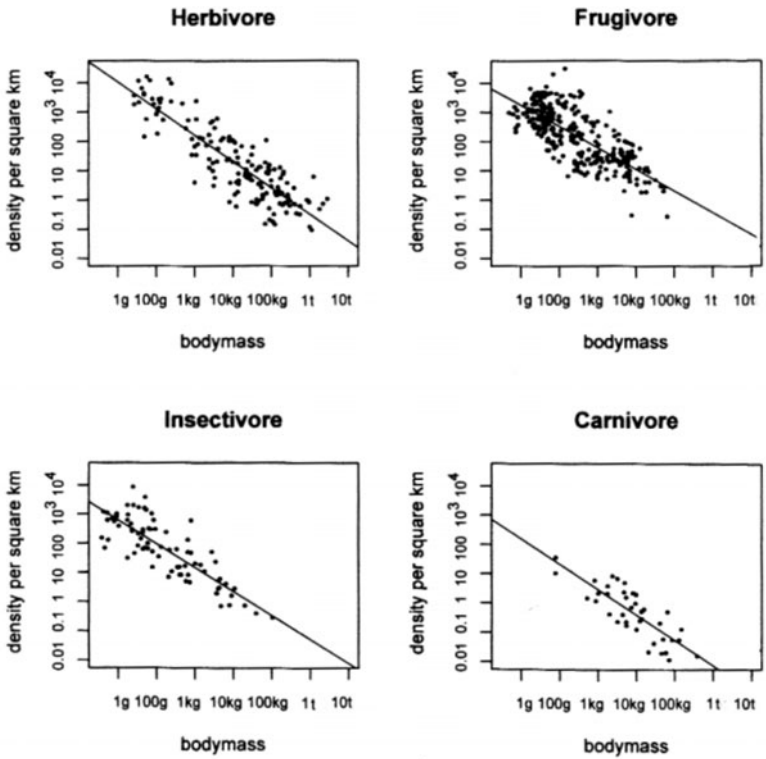 Herbivore
density per square km
0.01 0.1 1 10 100 10³ 10⁴
1g 100g 1kg 10kg 100kg 1t 10t
bodymass
Frugivore
density per square km
0.01 0.1 1 10 100 10³ 10⁴
1g 100g 1kg 10kg 100kg 1t 10t
bodymass
Insectivore
density per square km
0.01 0.1 1 10 100 10³ 10⁴
1g 100g 1kg 10kg 100kg 1t 10t
bodymass
Carnivore
density per square km
0.01 0.1 1 10 100 10³ 10⁴
1g 100g 1kg 10kg 100kg 1t 10t
bodymass